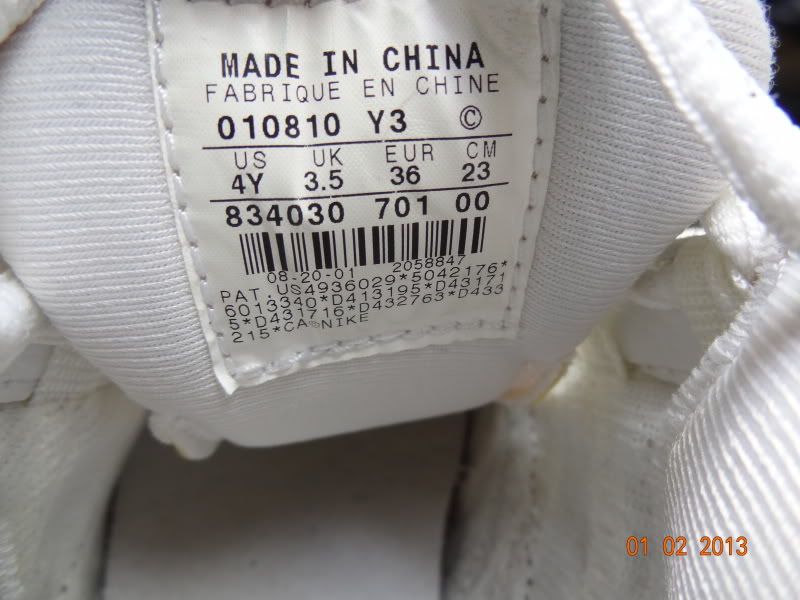 MADE IN CHINA
FABRIQUE EN CHINE
010810 Y3 ©
US UK EUR CM
4Y 3.5 36 23
834030 701 00
08-20-01 2058847
PAT. US4936029*5042176*
6013340*D413195*D43171
5*D431716*D432763*D433
215*CA®NIKE
01 02 2013